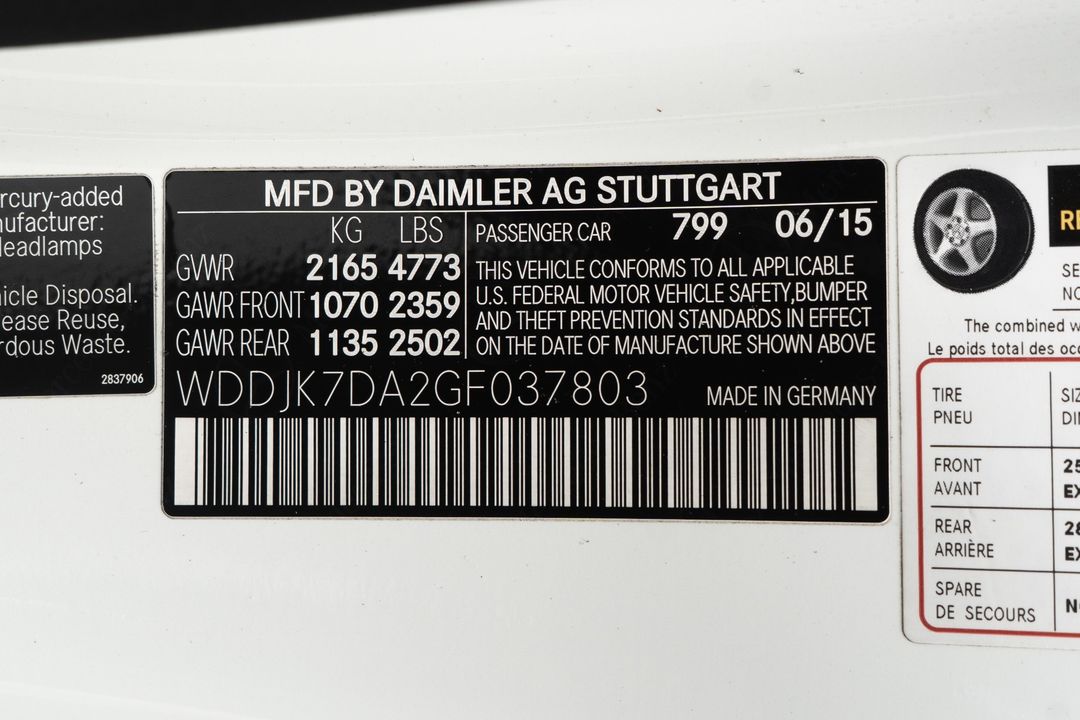 rcury-added
nufacturer:
eadlamps
icle Disposal.
ease Reuse,
rdous Waste.
2837906
MFD BY DAIMLER AG STUTTGART
KG LBS
GVWR 2165 4773
GAWR FRONT 1070 2359
GAWR REAR 1135 2502
PASSENGER CAR 799 06/15
THIS VEHICLE CONFORMS TO ALL APPLICABLE
U.S. FEDERAL MOTOR VEHICLE SAFETY,BUMPER
AND THEFT PREVENTION STANDARDS IN EFFECT
ON THE DATE OF MANUFACTURE SHOWN ABOVE
WDDJK7DA2GF037803 MADE IN GERMANY
The combined w
Le poids total des occ
TIRE
PNEU
FRONT
AVANT
REAR
ARRIÈRE
SPARE
DE SECOURS